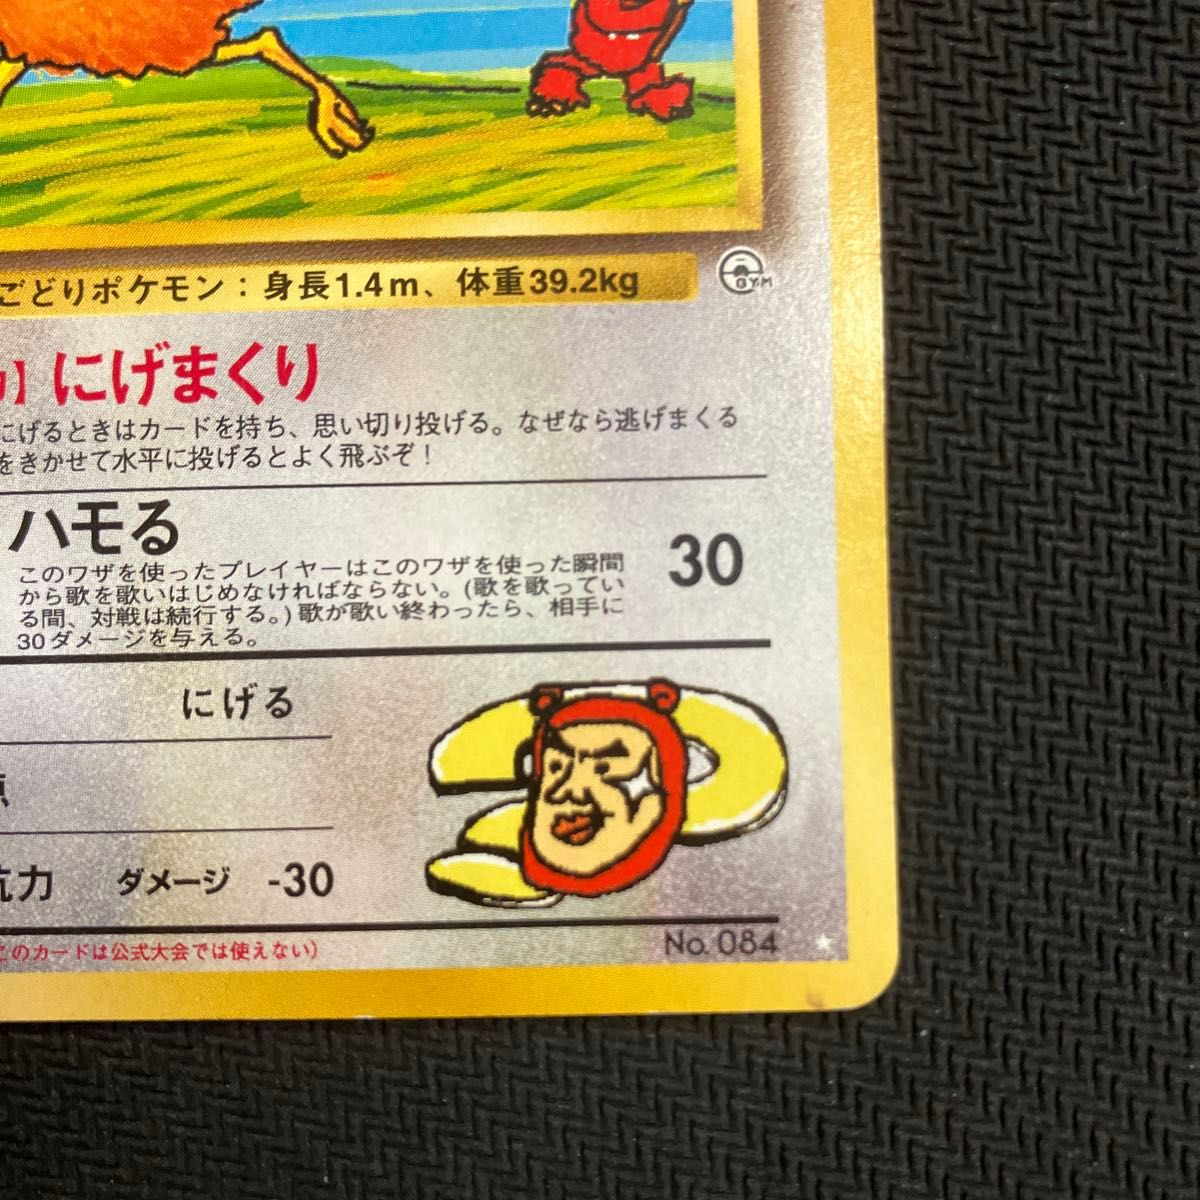 ごどりポケモン：身長1.4m、体重39.2kg
GYM
】にげまくり
にげるときはカードを持ち、思い切り投げる。なぜなら逃げまくる
をきかせて水平に投げるとよく飛ぶぞ！
ハモる
30
このワザを使ったプレイヤーはこのワザを使った瞬間
から歌を歌いはじめなければならない。(歌を歌ってい
る間、対戦は続行する。)歌が歌い終わったら、相手に
30ダメージを与える。
にげる
点
抗力 ダメージ -30
このカードは公式大会では使えない）
No. 084